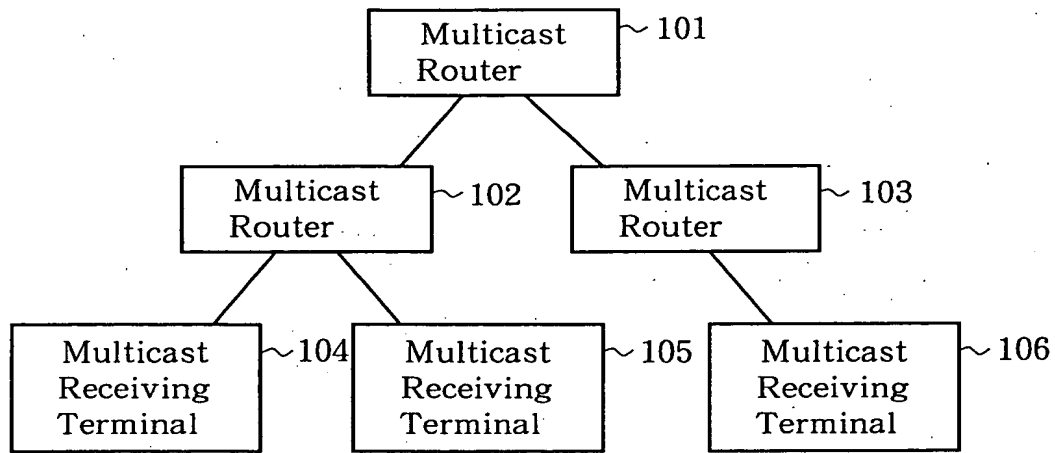 Multicast
Router
101
Multicast
Router
102
Multicast
Router
103
Multicast
Receiving
Terminal
104
Multicast
Receiving
Terminal
105
Multicast
Receiving
Terminal
106